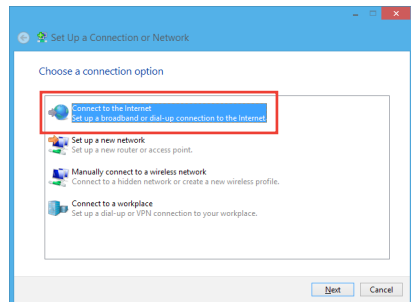 Set Up a Connection or Network
Choose a connection option
Connect to the Internet
Set up a broadband or dial-up connection to the Internet.
Set up a new network
Set up a new router or access point.
Manually connect to a wireless network
Connect to a hidden network or create a new wireless profile.
Connect to a workplace
Set up a dial-up or VPN connection to your workplace.
Next Cancel